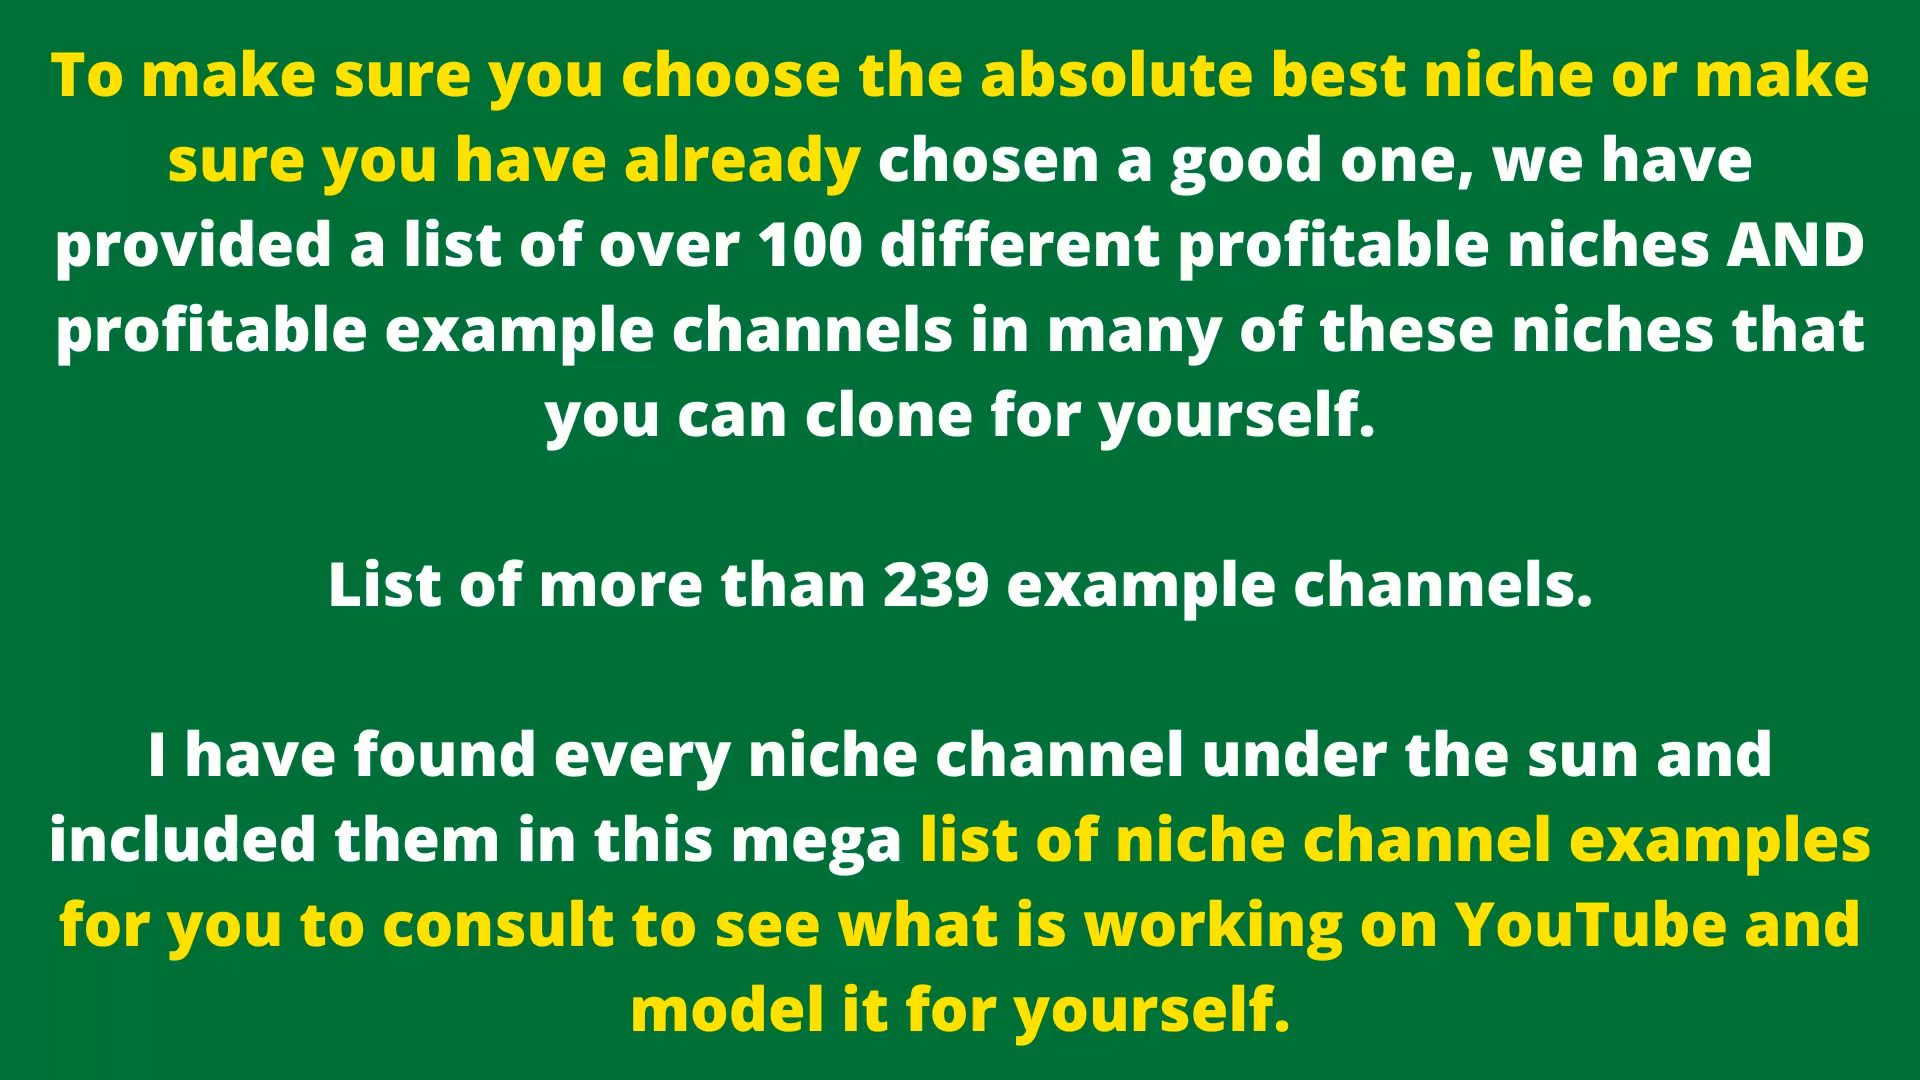 To make sure you choose the absolute best niche or make
sure you have already chosen a good one, we have
provided a list of over 100 different profitable niches AND
profitable example channels in many of these niches that
you can clone for yourself.
List of more than 239 example channels.
I have found every niche channel under the sun and
included them in this mega list of niche channel examples
for you to consult to see what is working on YouTube and
model it for yourself.